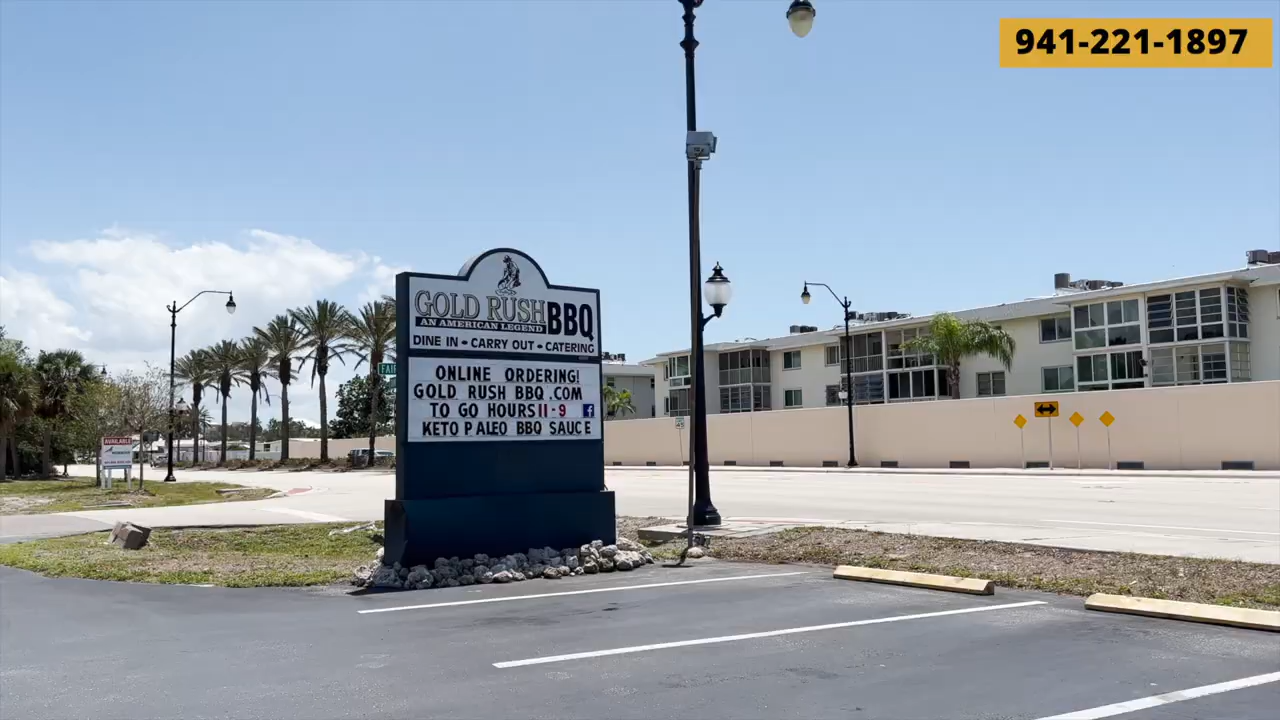 941-221-1897
GOLD RUSH BBQ
AN AMERICAN LEGEND
DINE IN • CARRY OUT • CATERING
ONLINE ORDERING!
GOLD RUSH BBQ.COM
TO GO HOURS 11-9 f
KETO PALEO BBQ SAUCE
FAIR
AVAILABLE